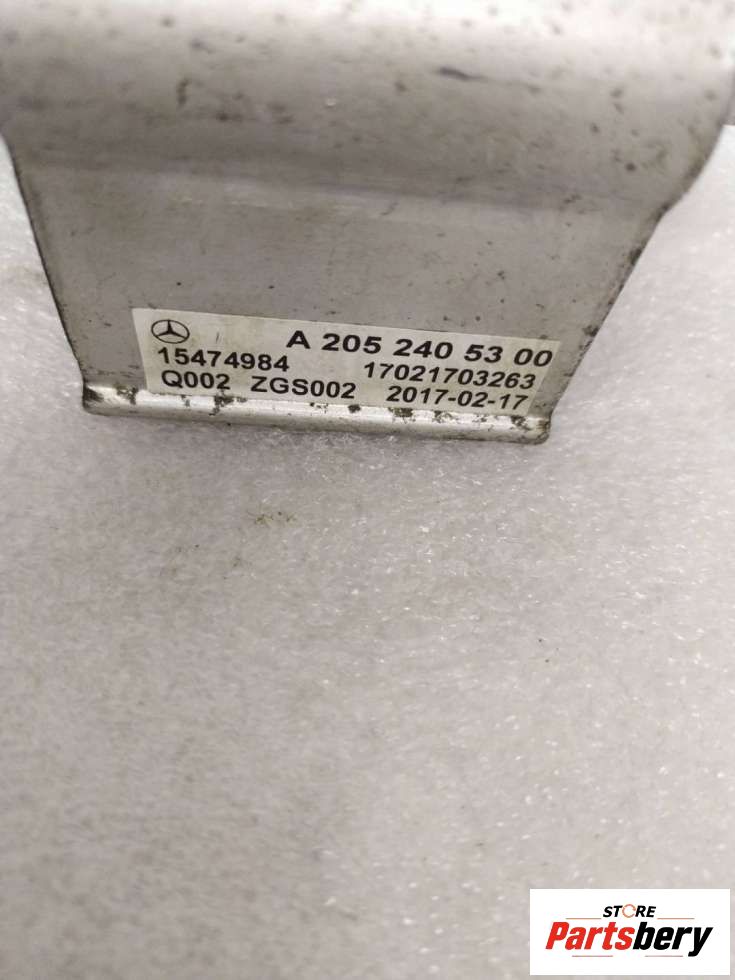 A 205 240 53 00
15474984 17021703263
Q002 ZGS002 2017-02-17
STORE
Partsbery